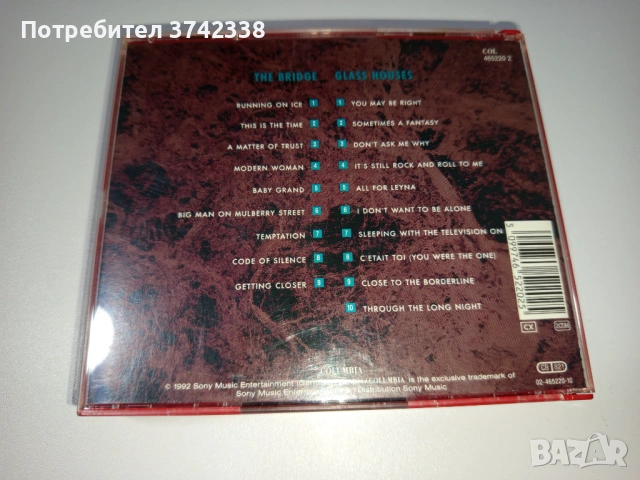 Потребител 3742338
COL
465220 2
THE BRIDGE GLASS HOUSES
RUNNING ON ICE 1 1 YOU MAY BE RIGHT
THIS IS THE TIME 2 2 SOMETIMES A FANTASY
A MATTER OF TRUST 3 3 DON'T ASK ME WHY
MODERN WOMAN 4 4 IT'S STILL ROCK AND ROLL TO ME
BABY GRAND 5 5 ALL FOR LEYNA
BIG MAN ON MULBERRY STREET 6 6 I DON'T WANT TO BE ALONE
TEMPTATION 7 7 SLEEPING WITH THE TELEVISION ON
CODE OF SILENCE 8 8 C'ETAIT TOI (YOU WERE THE ONE)
GETTING CLOSER 9 9 CLOSE TO THE BORDERLINE
10 THROUGH THE LONG NIGHT
5 099746 522025
CX
COLUMBIA
© 1992 Sony Music Entertainment COLUMBIA is the exclusive trademark of
Sony Music Entertainment Distribution Sony Music
02-465220-10
BAZAR